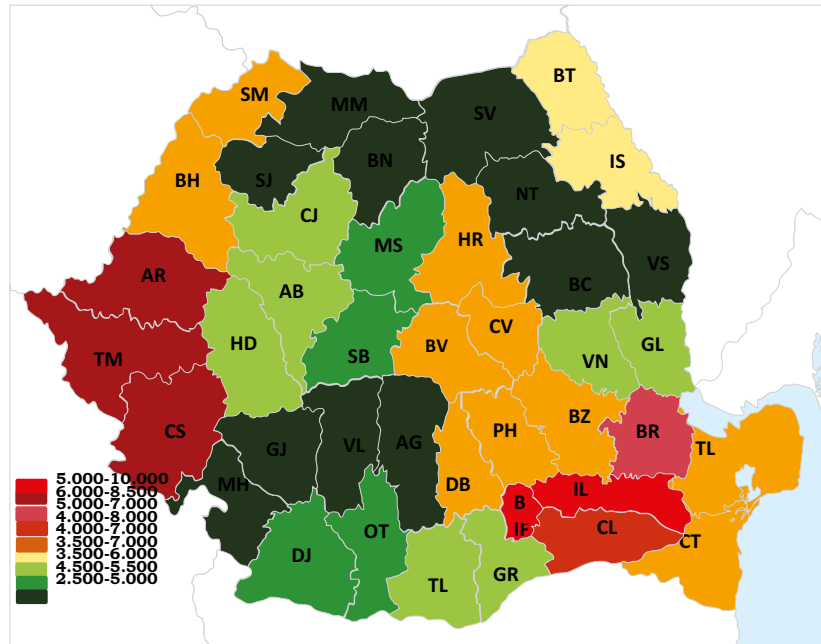 BT
SM
MM
SV
IS
BN
SJ
BH
NT
CJ
HR
MS
VS
AR
BC
AB
CV
HD
GL
BV
TM
SB
VN
BZ
CS
PH
BR
TL
GJ
VL
AG
5.000-10.000
6.000-8.500
5.000-7.000
4.000-8.000
4.000-7.000
3.500-7.000
3.500-6.000
4.500-5.500
2.500-5.000
MH
DB
IL
B
IF
CL
OT
CT
DJ
GR
TL